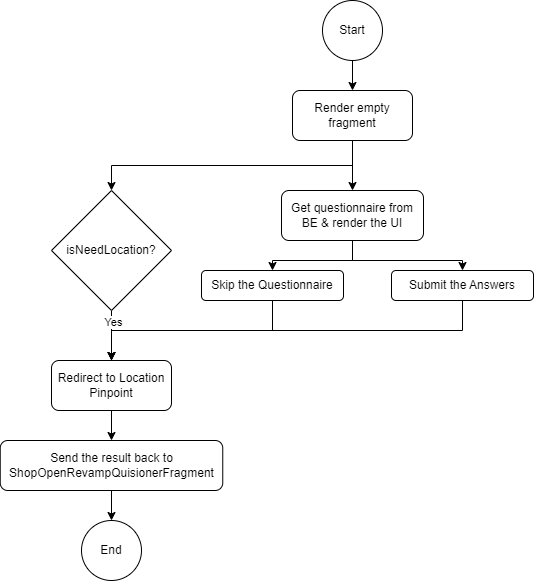 Start
Render empty
fragment
isNeedLocation?
Get questionnaire from
BE & render the UI
Skip the Questionnaire
Submit the Answers
Yes
Redirect to Location
Pinpoint
Send the result back to
ShopOpenRevampQuisionerFragment
End